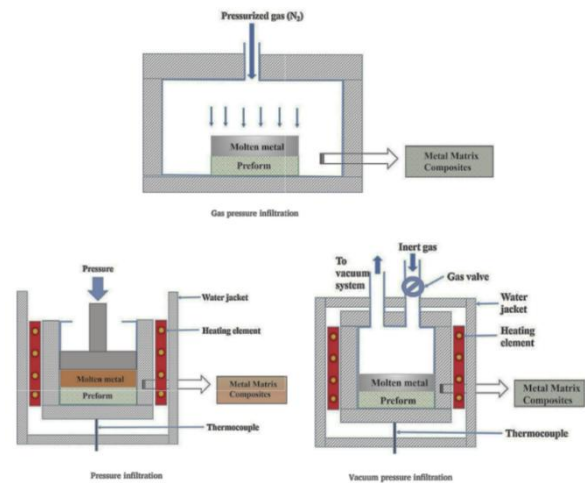 Pressurized gas (N₂)
Molten metal
Preform
Metal Matrix
Composites
Gas pressure infiltration
Pressure
Water jacket
Heating element
Molten metal
Preform
Metal Matrix
Composites
Thermocouple
Pressure infiltration
To
vacuum
system
Inert gas
Gas valve
Water
jacket
Heating
element
Molten metal
Preform
Metal Matrix
Composites
Thermocouple
Vacuum pressure infiltration